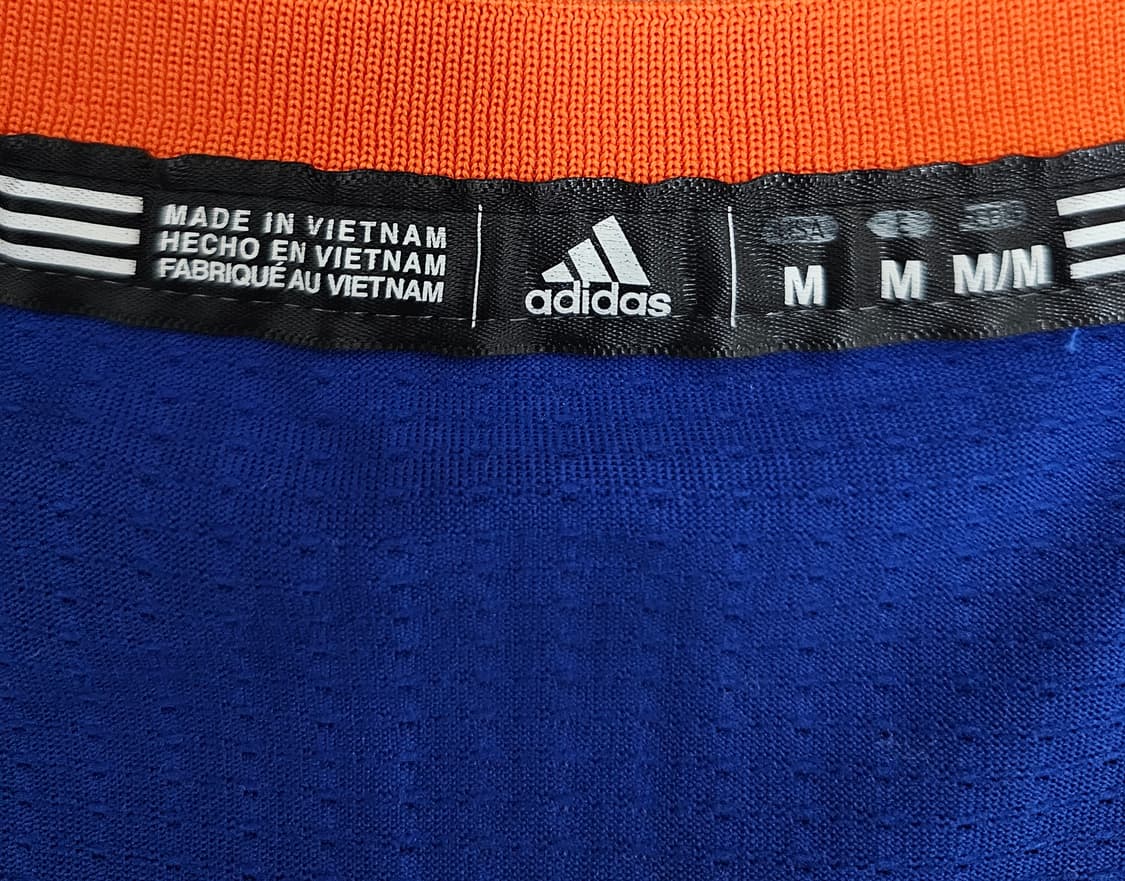 MADE IN VIETNAM
HECHO EN VIETNAM
FABRIQUÉ AU VIETNAM
adidas
M M M/M